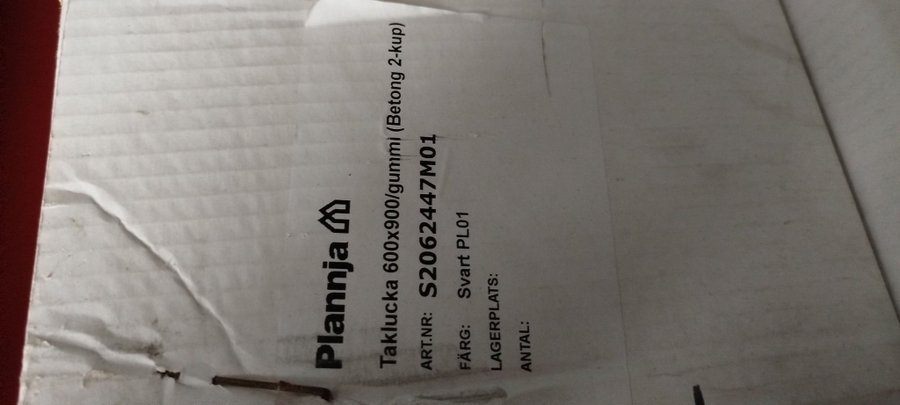 Plannja
Taklucka 600x900/gummi (Betong 2-kup)
ART.NR: S2062447M01
FÄRG: Svart PL01
LAGERPLATS:
ANTAL: